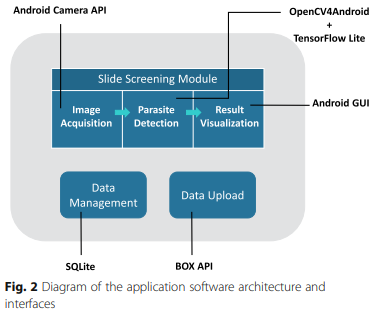 Android Camera API
OpenCV4Android
+
TensorFlow Lite
Slide Screening Module
Image
Acquisition
Parasite
Detection
Result
Visualization
Android GUI
Data
Management
Data Upload
SQLite
BOX API
Fig. 2 Diagram of the application software architecture and
interfaces